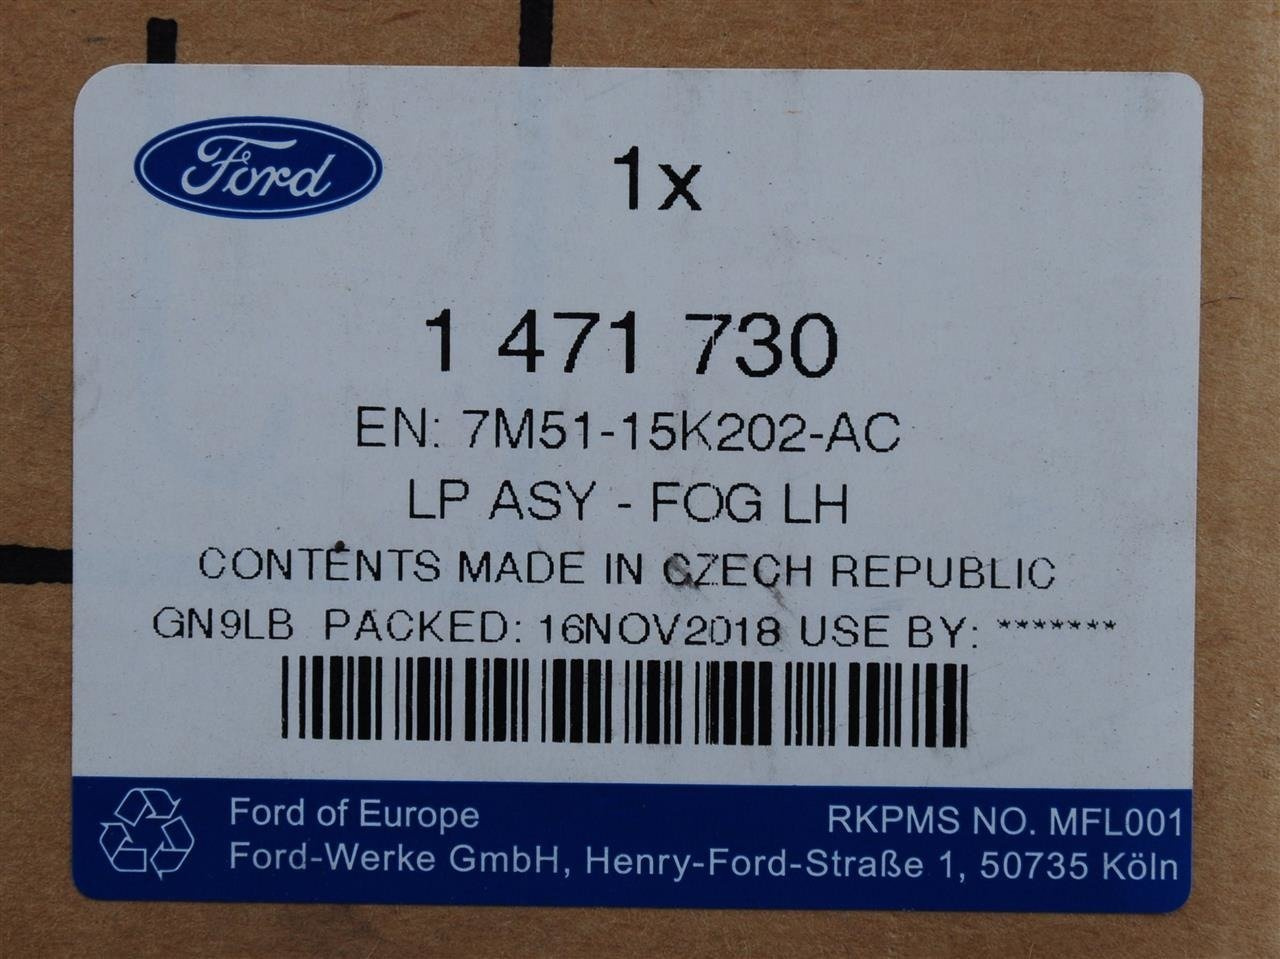 Ford
1x
1 471 730
EN: 7M51-15K202-AC
LP ASY - FOG LH
CONTENTS MADE IN CZECH REPUBLIC
GN9LB PACKED: 16NOV2018 USE BY: *******
Ford of Europe
RKPMS NO. MFL001
Ford-Werke GmbH, Henry-Ford-Straße 1, 50735 Köln